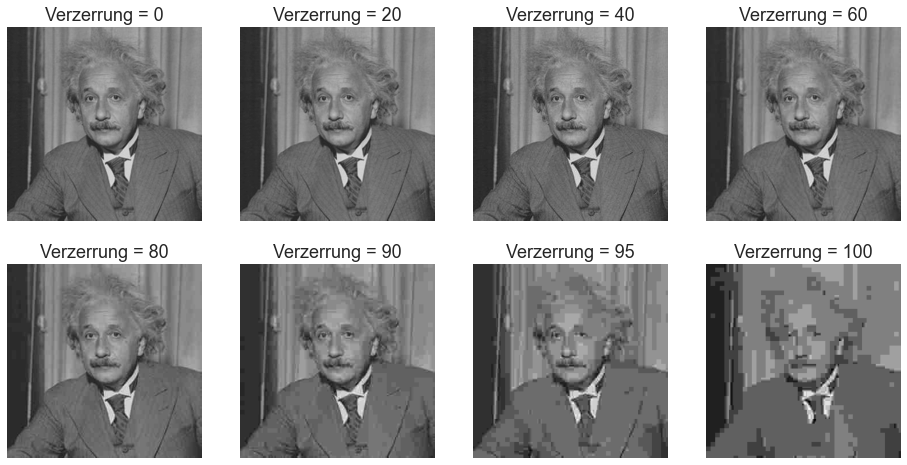 Verzerrung = 0
Verzerrung = 20
Verzerrung = 40
Verzerrung = 60
Verzerrung = 80
Verzerrung = 90
Verzerrung = 95
Verzerrung = 100